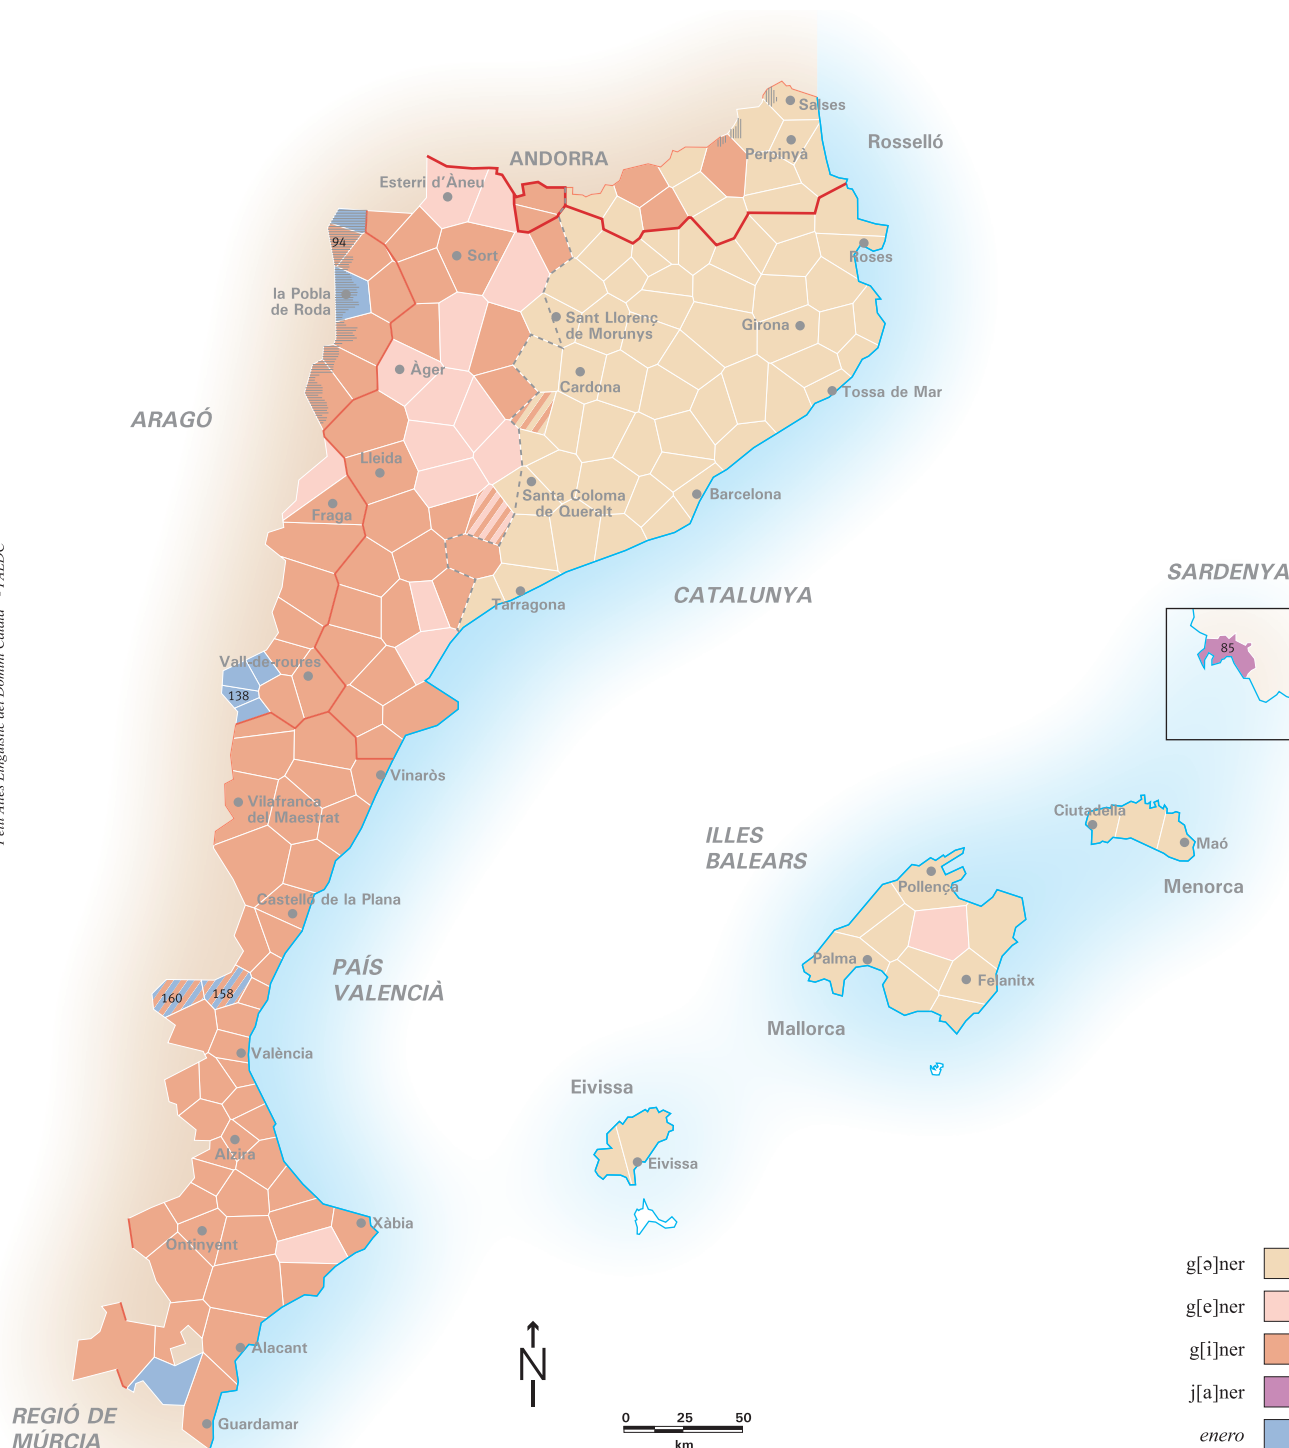 Salses
Rosselló
ANDORRA
Perpinyà
Esterri d'Àneu
94
Sort
Roses
la Pobla
de Roda
Sant Llorenç
de Morunys
Girona
Àger
Cardona
Tossa de Mar
ARAGÓ
Lleida
Santa Coloma
de Queralt
Barcelona
Fraga
SARDENYA
CATALUNYA
Tarragona
85
Vall-de-roures
138
Vinaròs
Vilafranca
del Maestrat
Ciutadella
ILLES
BALEARS
Maó
Menorca
Pollença
Castelló de la Plana
Palma
PAÍS
VALENCIÀ
Felanitx
160
158
Mallorca
València
Eivissa
Alzira
Eivissa
Xàbia
Ontinyent
g[ə]ner
g[e]ner
g[i]ner
j[a]ner
enero
Alacant
N
REGIÓ DE
MÚRCIA
Guardamar
0 25 50
km